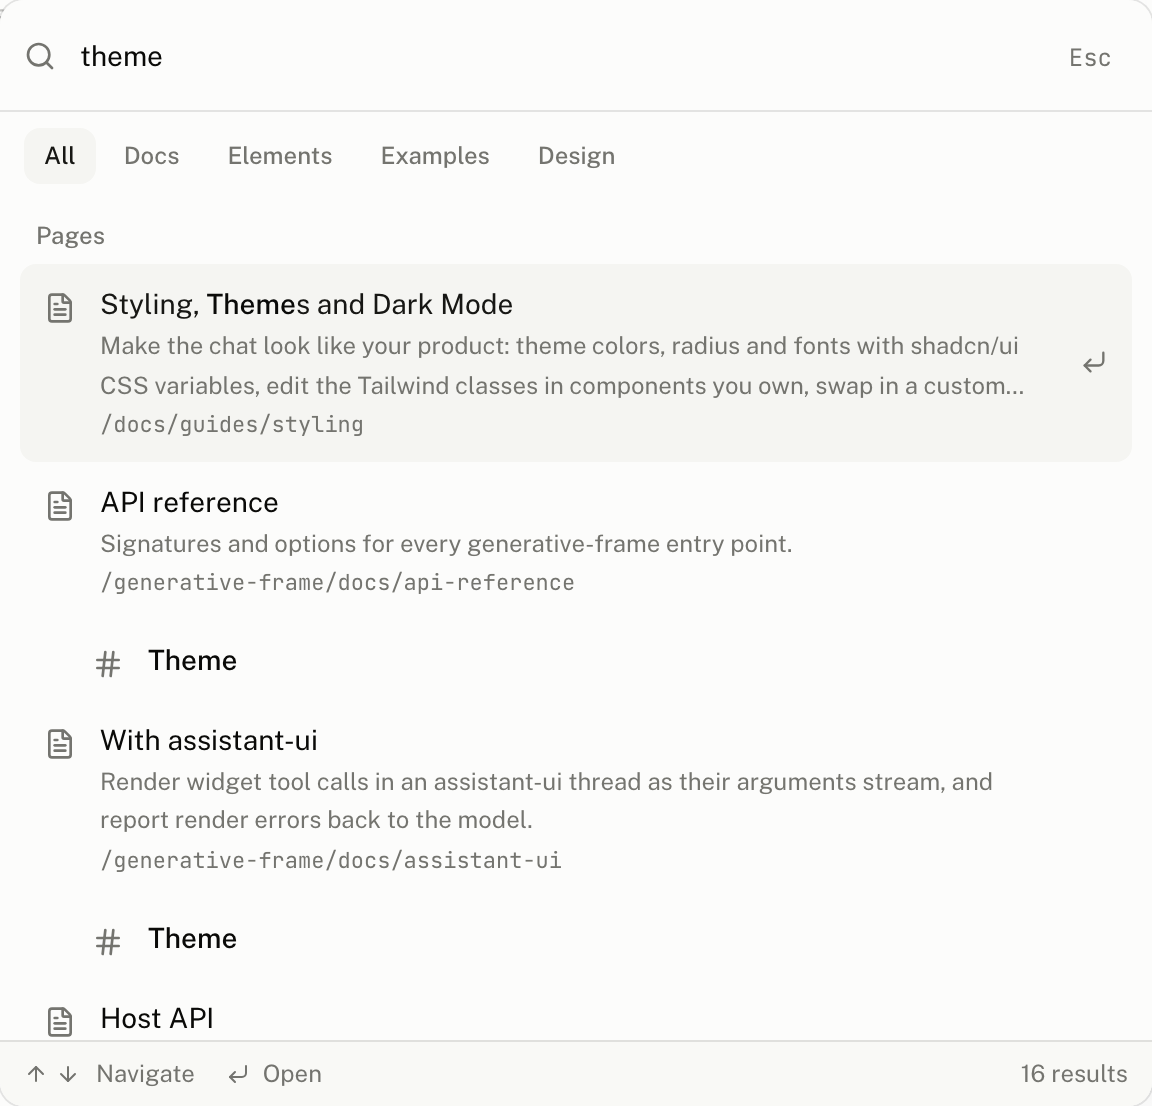 theme
Esc
All
Docs
Elements
Examples
Design
Pages
Styling, Themes and Dark Mode
Make the chat look like your product: theme colors, radius and fonts with shadcn/ui
CSS variables, edit the Tailwind classes in components you own, swap in a custom...
/docs/guides/styling
API reference
Signatures and options for every generative-frame entry point.
/generative-frame/docs/api-reference
# Theme
With assistant-ui
Render widget tool calls in an assistant-ui thread as their arguments stream, and
report render errors back to the model.
/generative-frame/docs/assistant-ui
# Theme
Host API
↑ ↓ Navigate
Open
16 results